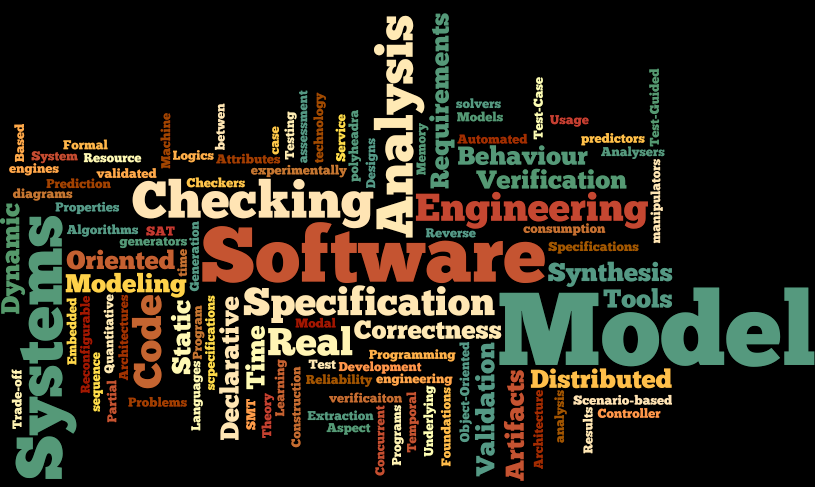 Analysis
Requirements
solvers
Models
Test-Case
Usage
Test-Guided
Based
Formal
System
Resource
engines
validated
Machine
Logics
betwen
Attributes
case
Testing
assessment
technology
Service
polyheadra
Designs
Memory
Automated
predictors
Analysers
Behaviour
Verification
manipulators
Prediction
diagrams
Checkers
experimentally
Checking
Engineering
Properties
Dynamic
Algorithms
SAT
generators
Generation
time
Reverse
consumption
Specifications
Systems
Oriented
Software
Synthesis
Modeling
Specification
Tools
Model
Embedded
Reconfigurable
sequence
Quantitative
Partial
Architectures
Code
Static
Program
Languages
scpecifications
Declarative
Time
Real
Modal
Correctness
Programming
Test
Development
Reliability
engineering
Object-Oriented
Validation
Distributed
Artifacts
Scenario-based
Controller
Trade-off
Problems
SMT
Theory
Learning
Construction
verificaiton
Extraction
Aspect
Concurrent
Programs
Temporal
Underlying
Foundations
Architecture
analysis
Results